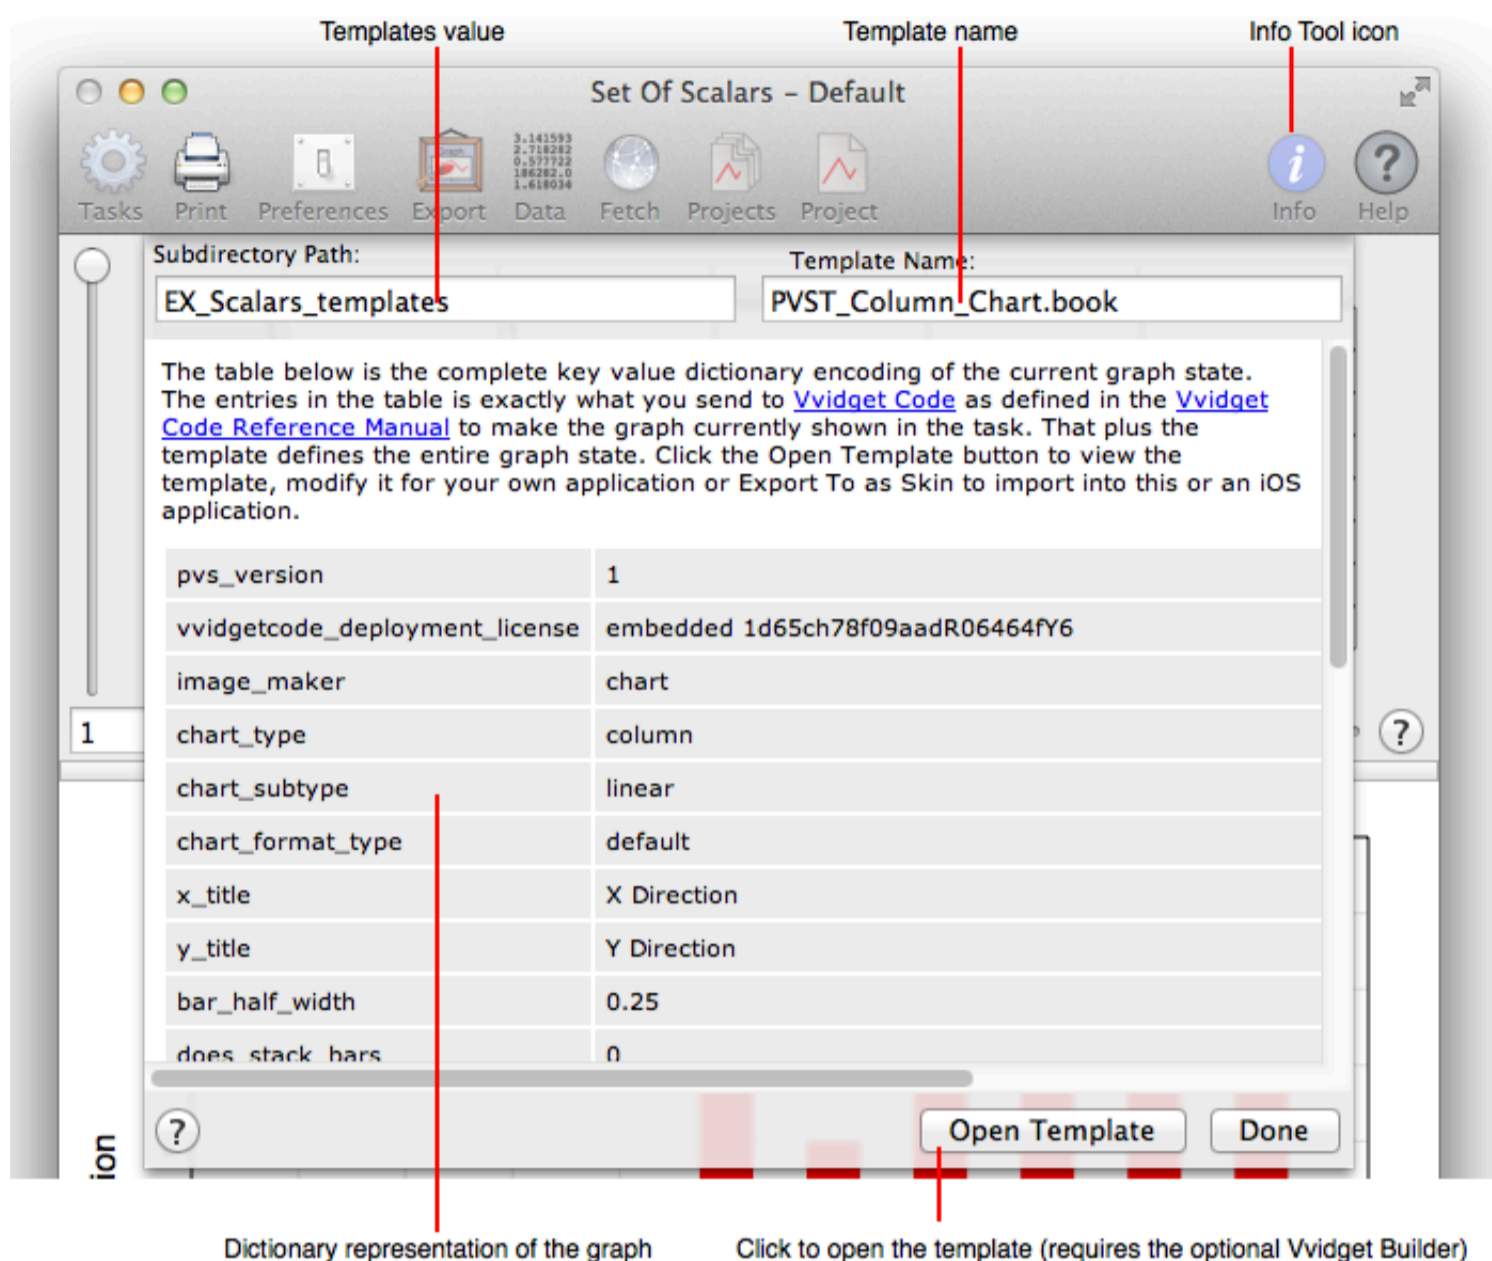 Templates value
Template name
Info Tool icon
Set Of Scalars – Default
3.141593
2.718282
0.577722
186282.0
1.618034
Graph
Tasks Print Preferences Export Data Fetch Projects Project Info Help
Subdirectory Path:
Template Name:
EX_Scalars_templates
PVST_Column_Chart.book
The table below is the complete key value dictionary encoding of the current graph state.
The entries in the table is exactly what you send to Vvidget Code as defined in the Vvidget
Code Reference Manual to make the graph currently shown in the task. That plus the
template defines the entire graph state. Click the Open Template button to view the
template, modify it for your own application or Export To as Skin to import into this or an iOS
application.
pvs_version 1
vvidgetcode_deployment_license embedded 1d65ch78f09aadR06464fY6
image_maker chart
chart_type column
1
?
chart_subtype linear
chart_format_type default
x_title X Direction
y_title Y Direction
bar_half_width 0.25
does_stack_bars 0
?
Open Template
Done
ion
Dictionary representation of the graph
Click to open the template (requires the optional Vvidget Builder)